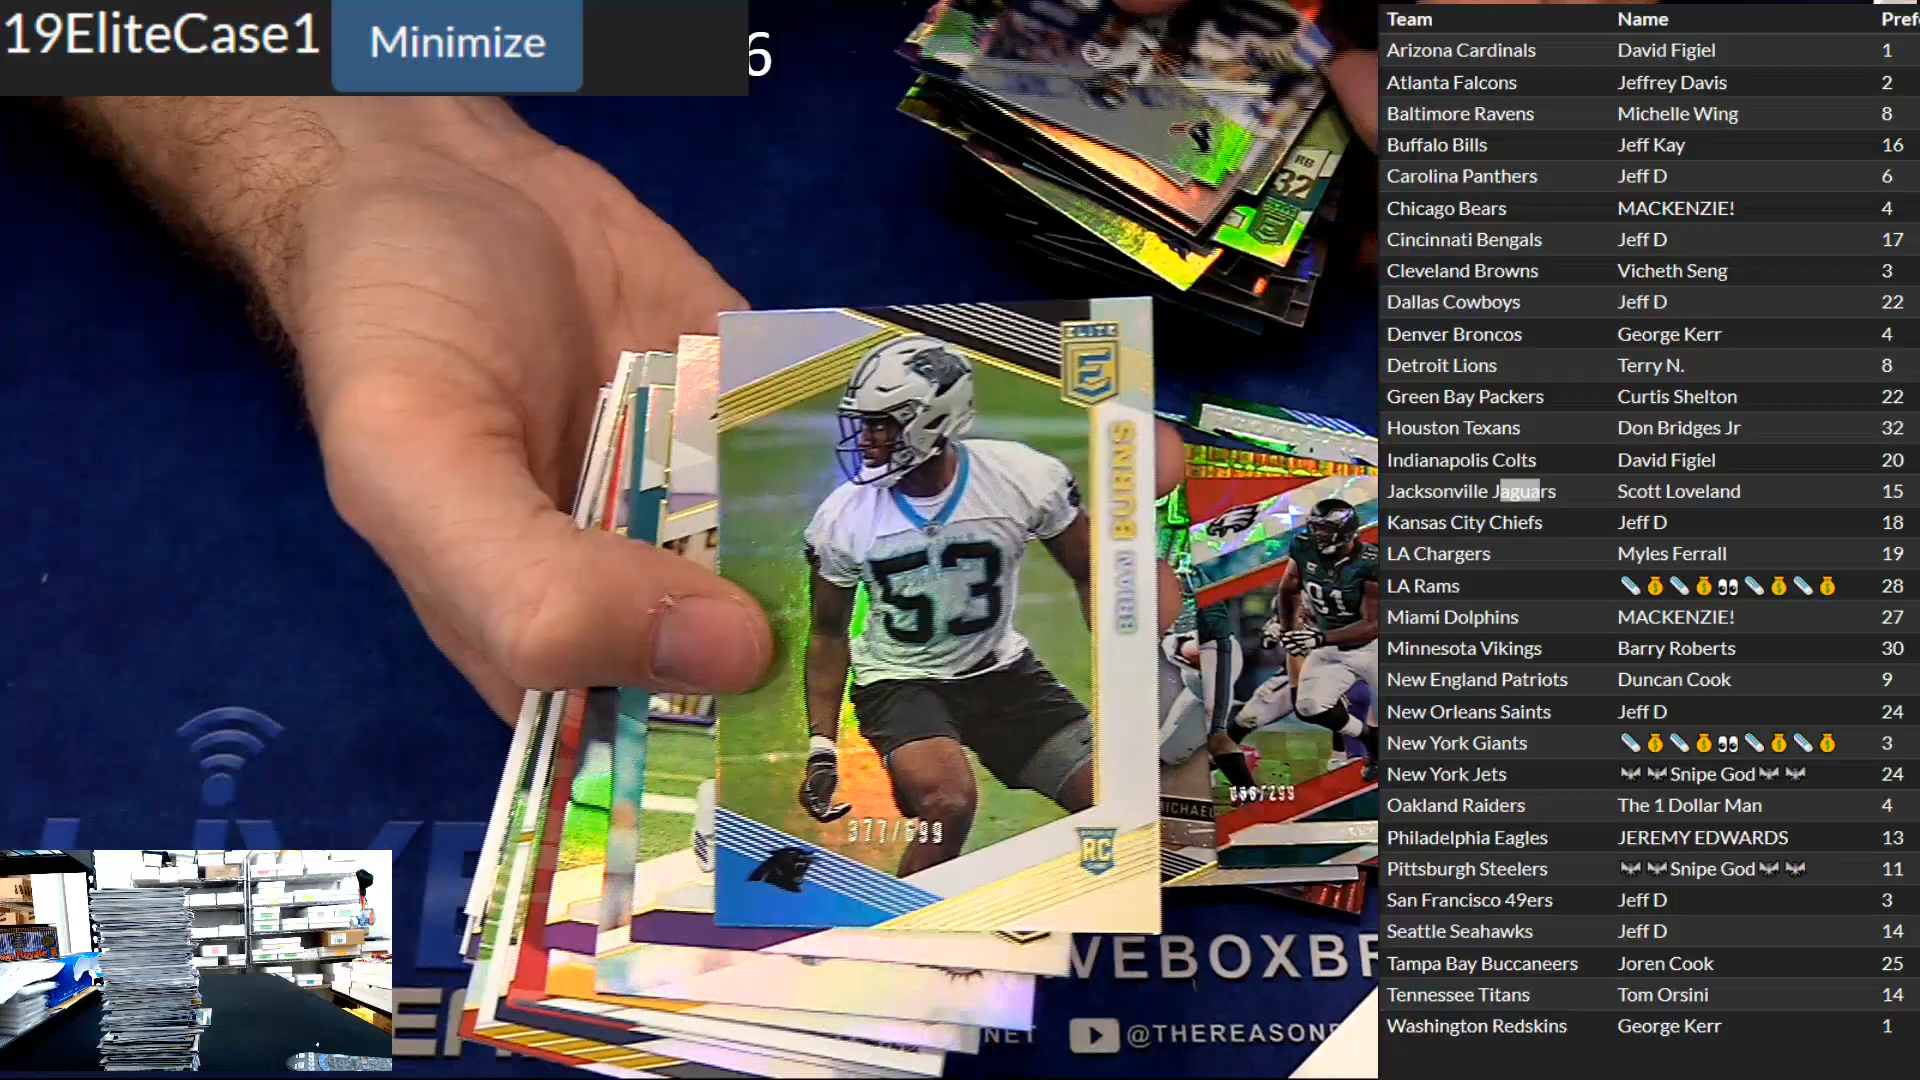 19EliteCase1
Minimize
6
Team Name
Arizona Cardinals David Figiel 1
Atlanta Falcons Jeffrey Davis 2
Baltimore Ravens Michelle Wing 8
Buffalo Bills Jeff Kay 16
Carolina Panthers Jeff D 6
Chicago Bears MACKENZIE! 4
Cincinnati Bengals Jeff D 17
Cleveland Browns Vicheth Seng 3
Dallas Cowboys Jeff D 22
Denver Broncos George Kerr 4
Detroit Lions Terry N. 8
Green Bay Packers Curtis Shelton 22
Houston Texans Don Bridges Jr 32
Indianapolis Colts David Figiel 20
Jacksonville Jaguars Scott Loveland 15
Kansas City Chiefs Jeff D 18
LA Chargers Myles Ferrall 19
LA Rams 28
Miami Dolphins MACKENZIE! 27
Minnesota Vikings Barry Roberts 30
New England Patriots Duncan Cook 9
New Orleans Saints Jeff D 24
New York Giants 3
New York Jets Snipe God 24
Oakland Raiders The 1 Dollar Man 4
Philadelphia Eagles JEREMY EDWARDS 13
Pittsburgh Steelers Snipe God 11
San Francisco 49ers Jeff D 3
Seattle Seahawks Jeff D 14
Tampa Bay Buccaneers Joren Cook 25
Tennessee Titans Tom Orsini 14
Washington Redskins George Kerr 1
RB
32
ELITE
E
BRIAN BURNS
53
377/699
RC
91
MICHAEL
/299